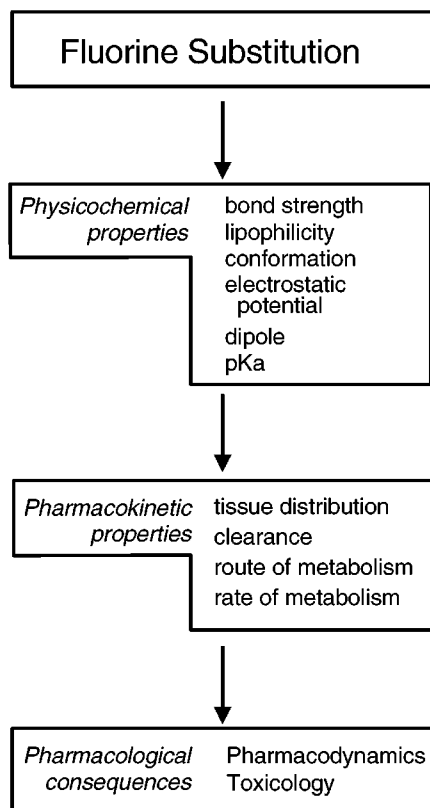 Fluorine Substitution
Physicochemical
properties
bond strength
lipophilicity
conformation
electrostatic
potential
dipole
pKa
Pharmacokinetic
properties
tissue distribution
clearance
route of metabolism
rate of metabolism
Pharmacological
consequences
Pharmacodynamics
Toxicology